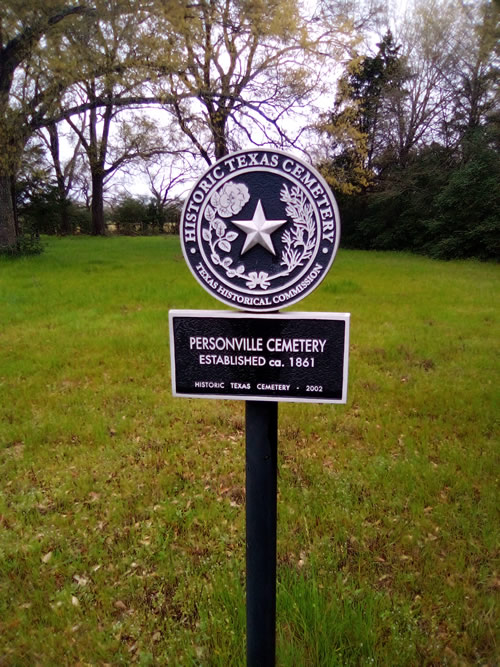 HISTORIC TEXAS CEMETERY
TEXAS HISTORICAL COMMISSION
PERSONVILLE CEMETERY
ESTABLISHED ca. 1861
HISTORIC TEXAS CEMETERY - 2002